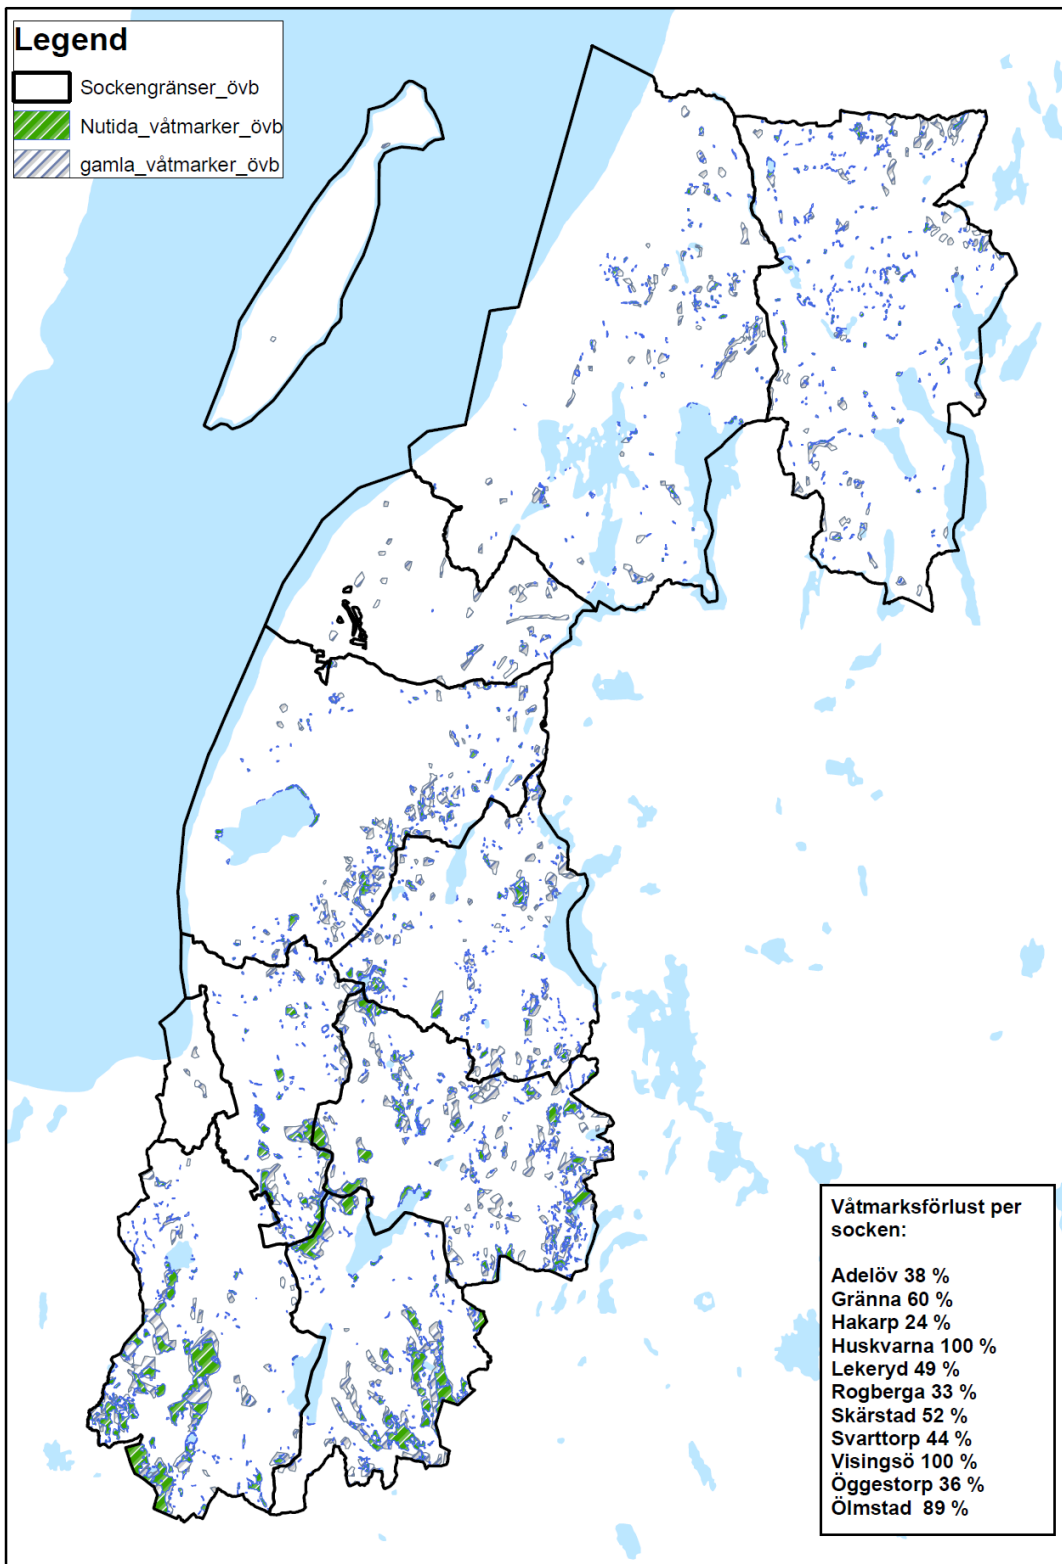 Legend
Sockengränser_övb
Nutida_våtmarker_övb
gamla_våtmarker_övb
Våtmarksförlust per
socken:
Adelöv 38 %
Gränna 60 %
Hakarp 24 %
Huskvarna 100 %
Lekeryd 49 %
Rogberga 33 %
Skärstad 52 %
Svarttorp 44 %
Visingsö 100 %
Öggestorp 36 %
Ölmstad  89 %